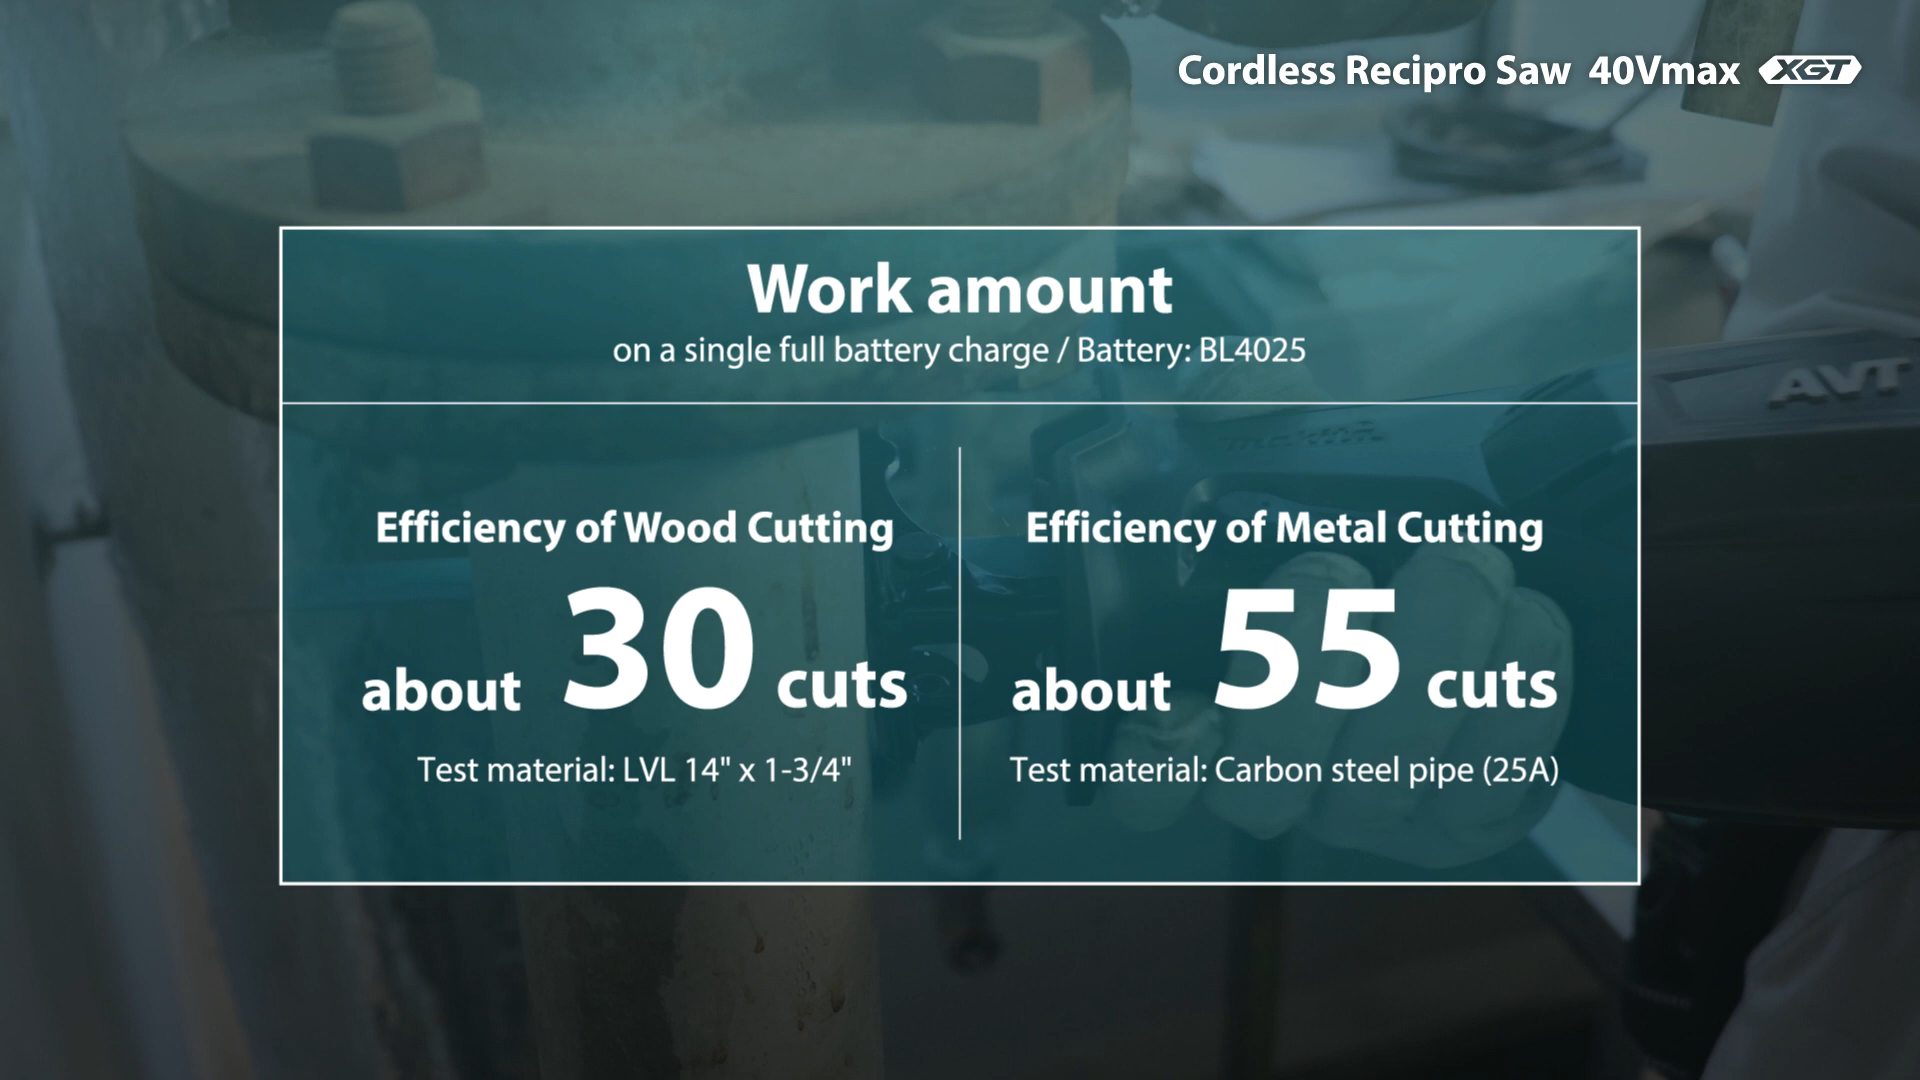 Cordless Recipro Saw 40Vmax XGT
Work amount
on a single full battery charge / Battery: BL4025
AVT
Efficiency of Wood Cutting
about 30 cuts
Test material: LVL 14" x 1-3/4"
Efficiency of Metal Cutting
about 55 cuts
Test material: Carbon steel pipe (25A)